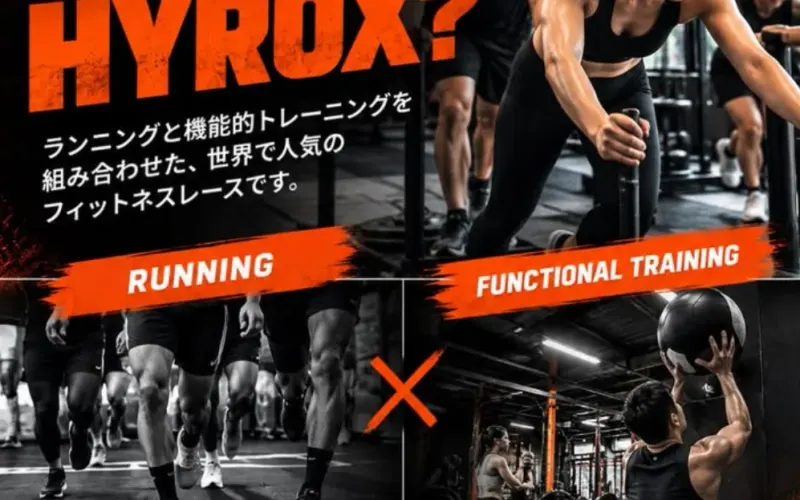 HYROX?
ランニングと機能的トレーニングを
組み合わせた、世界で人気の
フィットネスレースです。
RUNNING
FUNCTIONAL TRAINING